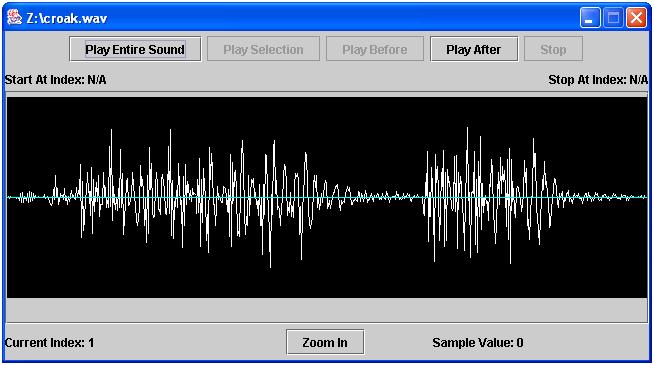 Z:\croak.wav
Play Entire Sound Play Selection Play Before Play After Stop
Start At Index: N/A Stop At Index: N/A
Current Index: 1 Zoom In Sample Value: 0